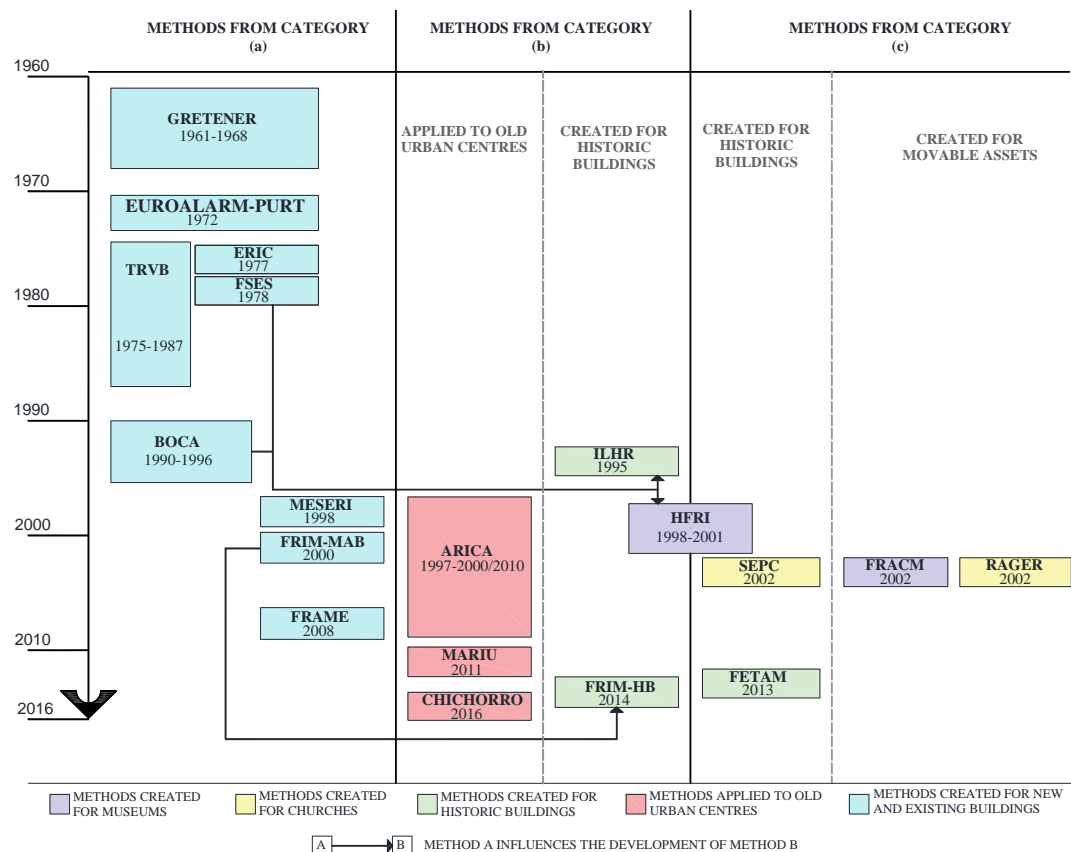 METHODS FROM CATEGORY
(a)
METHODS FROM CATEGORY
(b)
METHODS FROM CATEGORY
(c)
1960
1970
1980
1990
2000
2010
2016
GRETENER
1961-1968
EUROALARM-PURT
1972
TRVB
1975-1987
ERIC
1977
FSES
1978
BOCA
1990-1996
MESERI
1998
FRIM-MAB
2000
FRAME
2008
APPLIED TO OLD
URBAN CENTRES
ARICA
1997-2000/2010
MARIU
2011
CHICHORRO
2016
CREATED FOR
HISTORIC
BUILDINGS
ILHR
1995
HFRI
1998-2001
FRIM-HB
2014
CREATED FOR
HISTORIC
BUILDINGS
SEPC
2002
FETAM
2013
CREATED FOR
MOVABLE ASSETS
FRACM
2002
RAGER
2002
METHODS CREATED
FOR MUSEUMS
METHODS CREATED
FOR CHURCHES
METHODS CREATED FOR
HISTORIC BUILDINGS
METHODS APPLIED TO OLD
URBAN CENTRES
METHODS CREATED FOR NEW
AND EXISTING BUILDINGS
A B METHOD A INFLUENCES THE DEVELOPMENT OF METHOD B